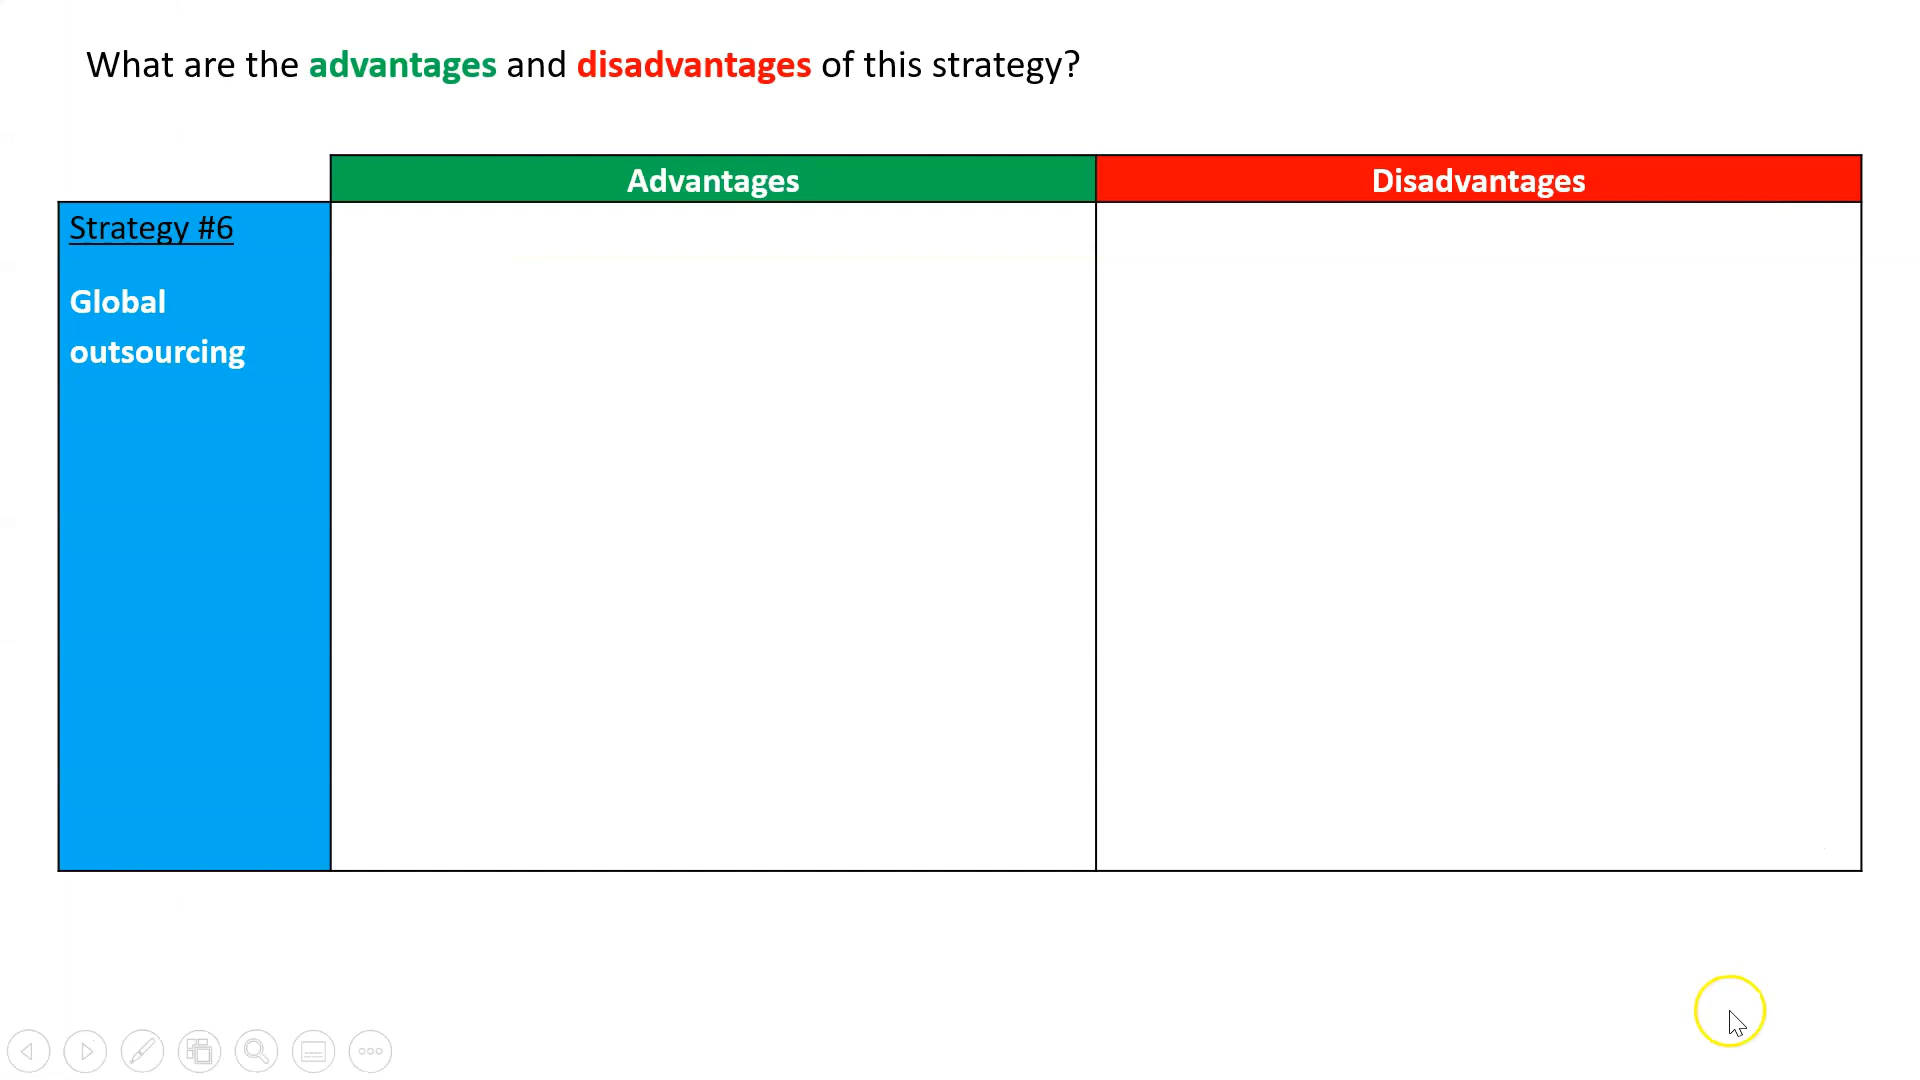 What are the advantages and disadvantages of this strategy?
Advantages
Disadvantages
Strategy #6
Global
outsourcing